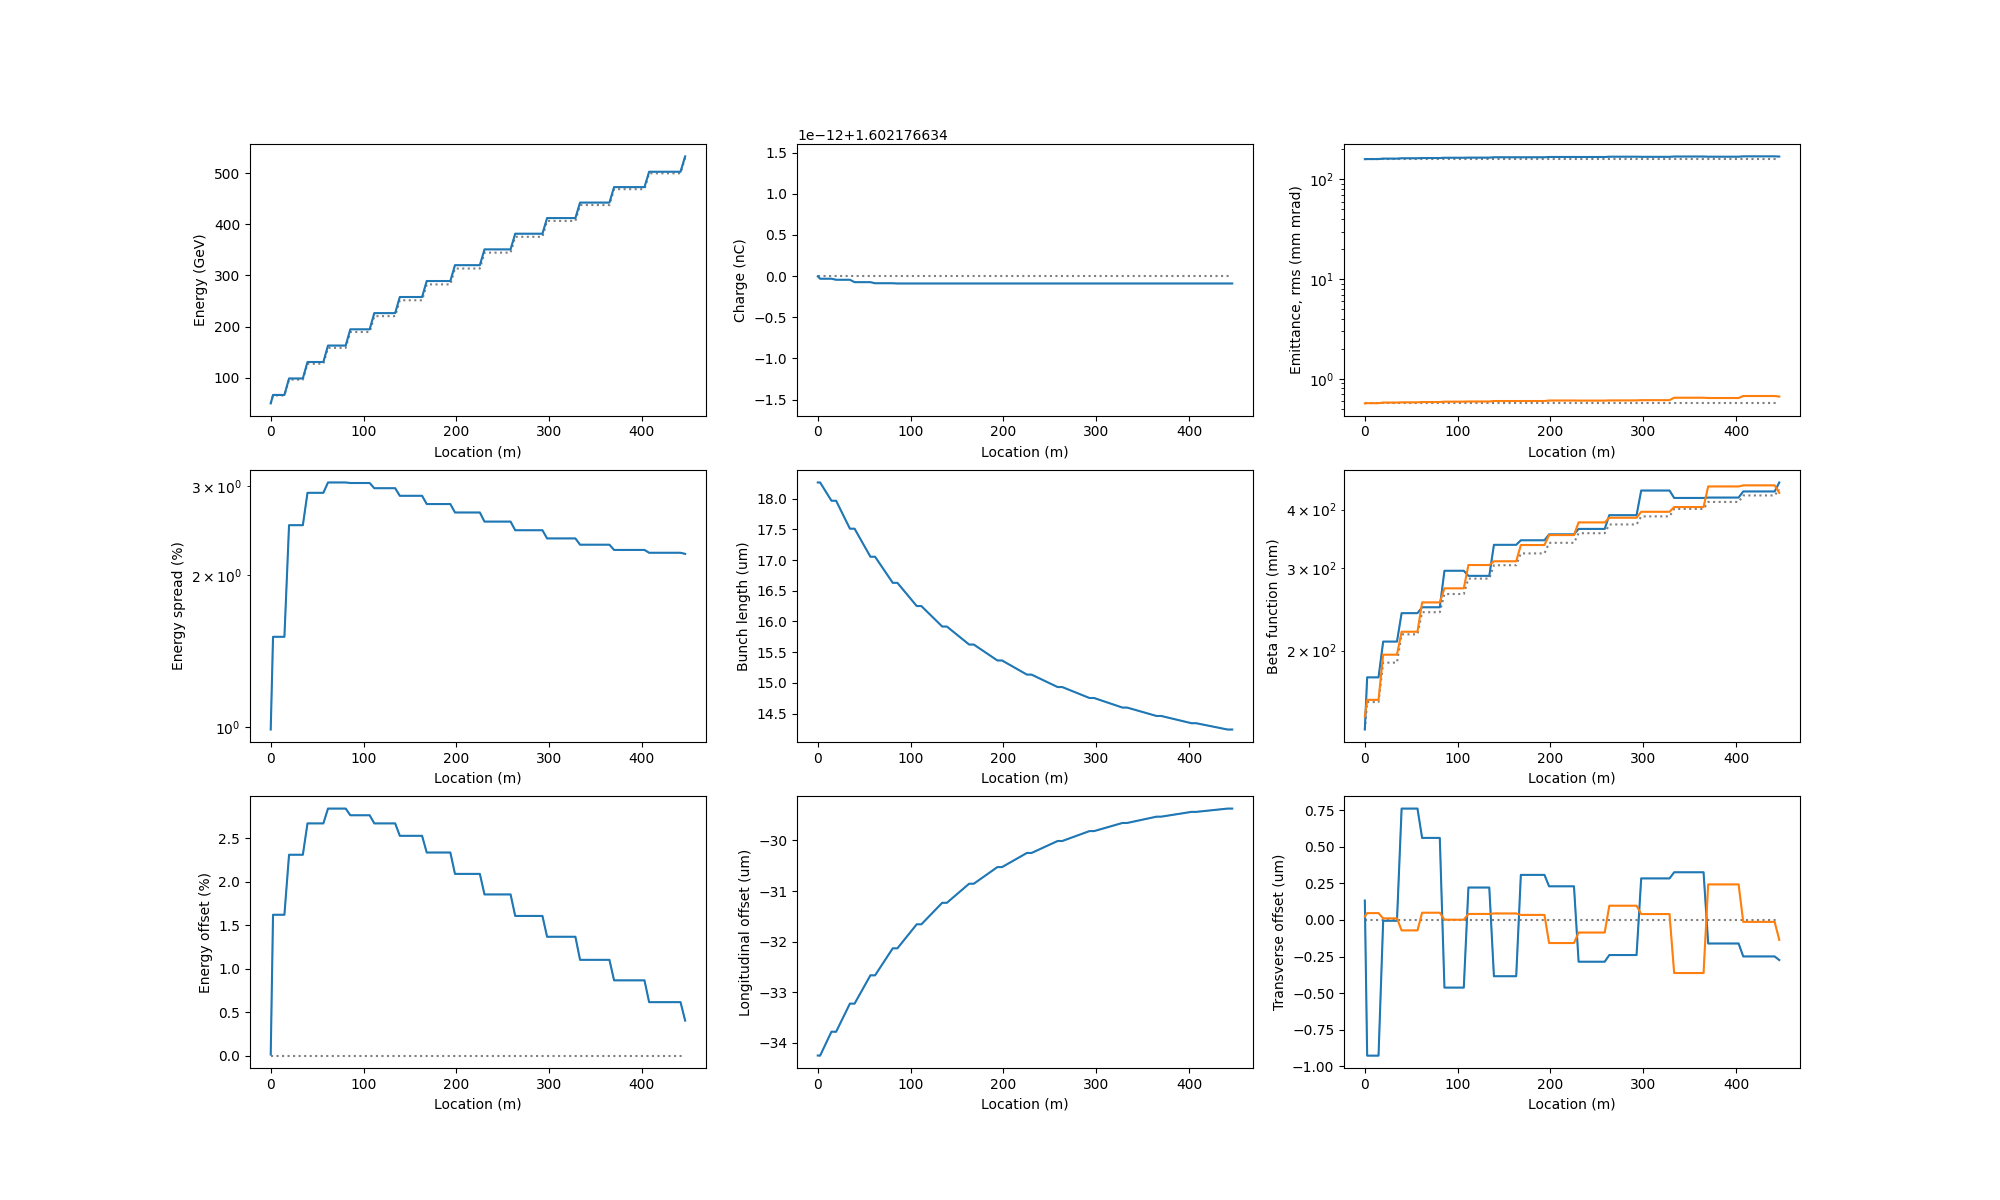 Energy (GeV)
500
400
300
200
100
0 100 200 300 400
Location (m)
1e−12+1.602176634
Charge (nC)
1.5
1.0
0.5
0.0
−0.5
−1.0
−1.5
0 100 200 300 400
Location (m)
Emittance, rms (mm mrad)
10²
10¹
10⁰
0 100 200 300 400
Location (m)
Energy spread (%)
3 × 10⁰
2 × 10⁰
10⁰
0 100 200 300 400
Location (m)
Bunch length (um)
18.0
17.5
17.0
16.5
16.0
15.5
15.0
14.5
0 100 200 300 400
Location (m)
Beta function (mm)
4 × 10²
3 × 10²
2 × 10²
0 100 200 300 400
Location (m)
Energy offset (%)
2.5
2.0
1.5
1.0
0.5
0.0
0 100 200 300 400
Location (m)
Longitudinal offset (um)
−30
−31
−32
−33
−34
0 100 200 300 400
Location (m)
Transverse offset (um)
0.75
0.50
0.25
0.00
−0.25
−0.50
−0.75
−1.00
0 100 200 300 400
Location (m)